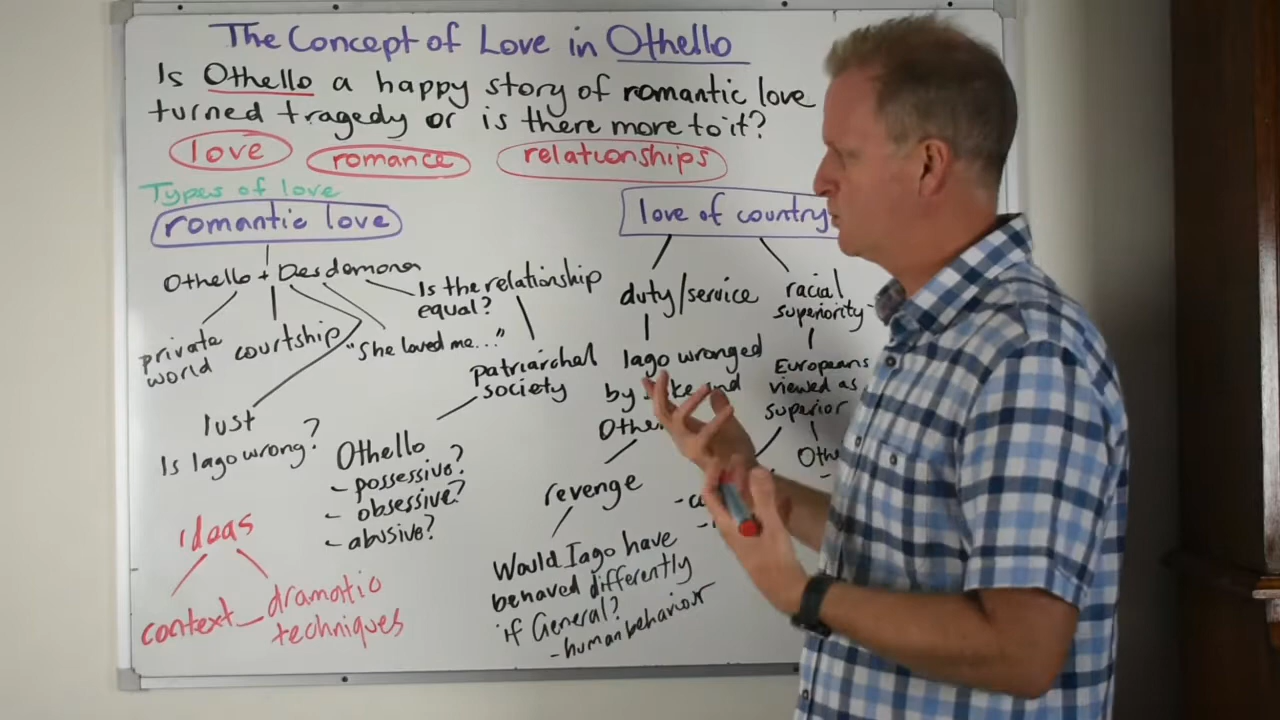 The Concept of Love in Othello
Is Othello a happy story of romantic love
turned tragedy or is there more to it?
love romance relationships
Types of love
romantic love
Othello + Desdemona
private
world
courtship
"She loved me..."
Is the relationship
equal?
lust
Is Iago wrong?
patriarchal
society
Othello
- possessive?
- obsessive?
- abusive?
ideas
context
dramatic
techniques
love of country
duty/service
Iago wronged
by and
revenge
Would Iago have
behaved differently
if General?
- human behaviour
racial
superiority
Europeans
viewed as
superior